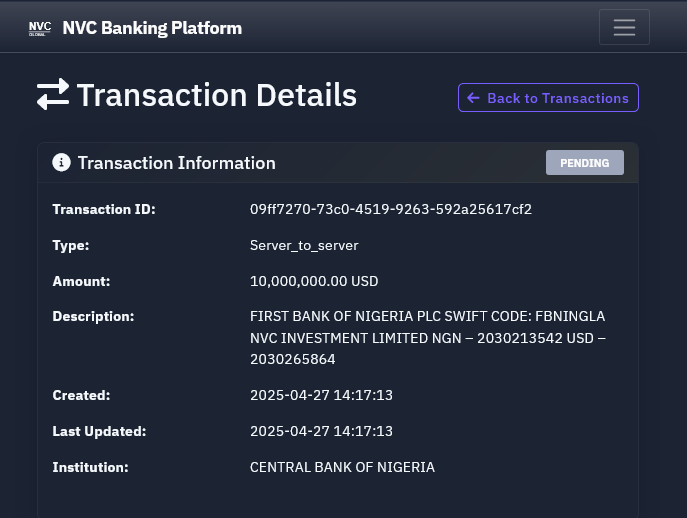 NVC
GLOBAL
NVC Banking Platform
Transaction Details
Back to Transactions
Transaction Information
PENDING
Transaction ID: 09ff7270-73c0-4519-9263-592a25617cf2
Type: Server_to_server
Amount: 10,000,000.00 USD
Description: FIRST BANK OF NIGERIA PLC SWIFT CODE: FBNINGLA
NVC INVESTMENT LIMITED NGN – 2030213542 USD –
2030265864
Created: 2025-04-27 14:17:13
Last Updated: 2025-04-27 14:17:13
Institution: CENTRAL BANK OF NIGERIA